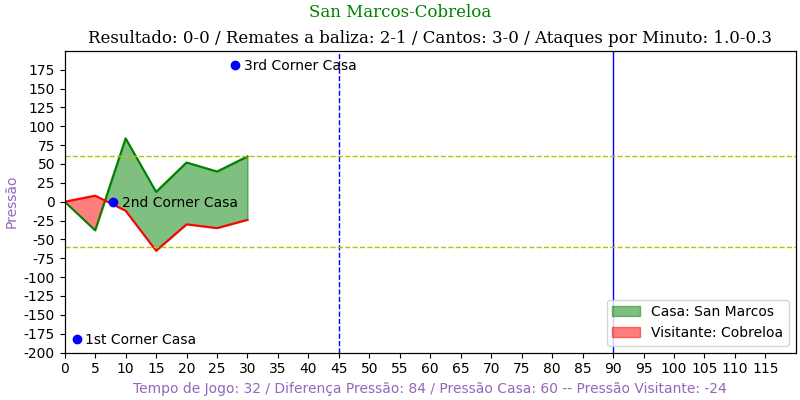 San Marcos-Cobreloa
Resultado: 0-0 / Remates a baliza: 2-1 / Cantos: 3-0 / Ataques por Minuto: 1.0-0.3
Pressão
175
150
125
100
75
50
25
0
-25
-50
-75
-100
-125
-150
-175
-200
3rd Corner Casa
2nd Corner Casa
1st Corner Casa
Casa: San Marcos
Visitante: Cobreloa
0 5 10 15 20 25 30 35 40 45 50 55 60 65 70 75 80 85 90 95 100 105 110 115
Tempo de Jogo: 32 / Diferença Pressão: 84 / Pressão Casa: 60 -- Pressão Visitante: -24